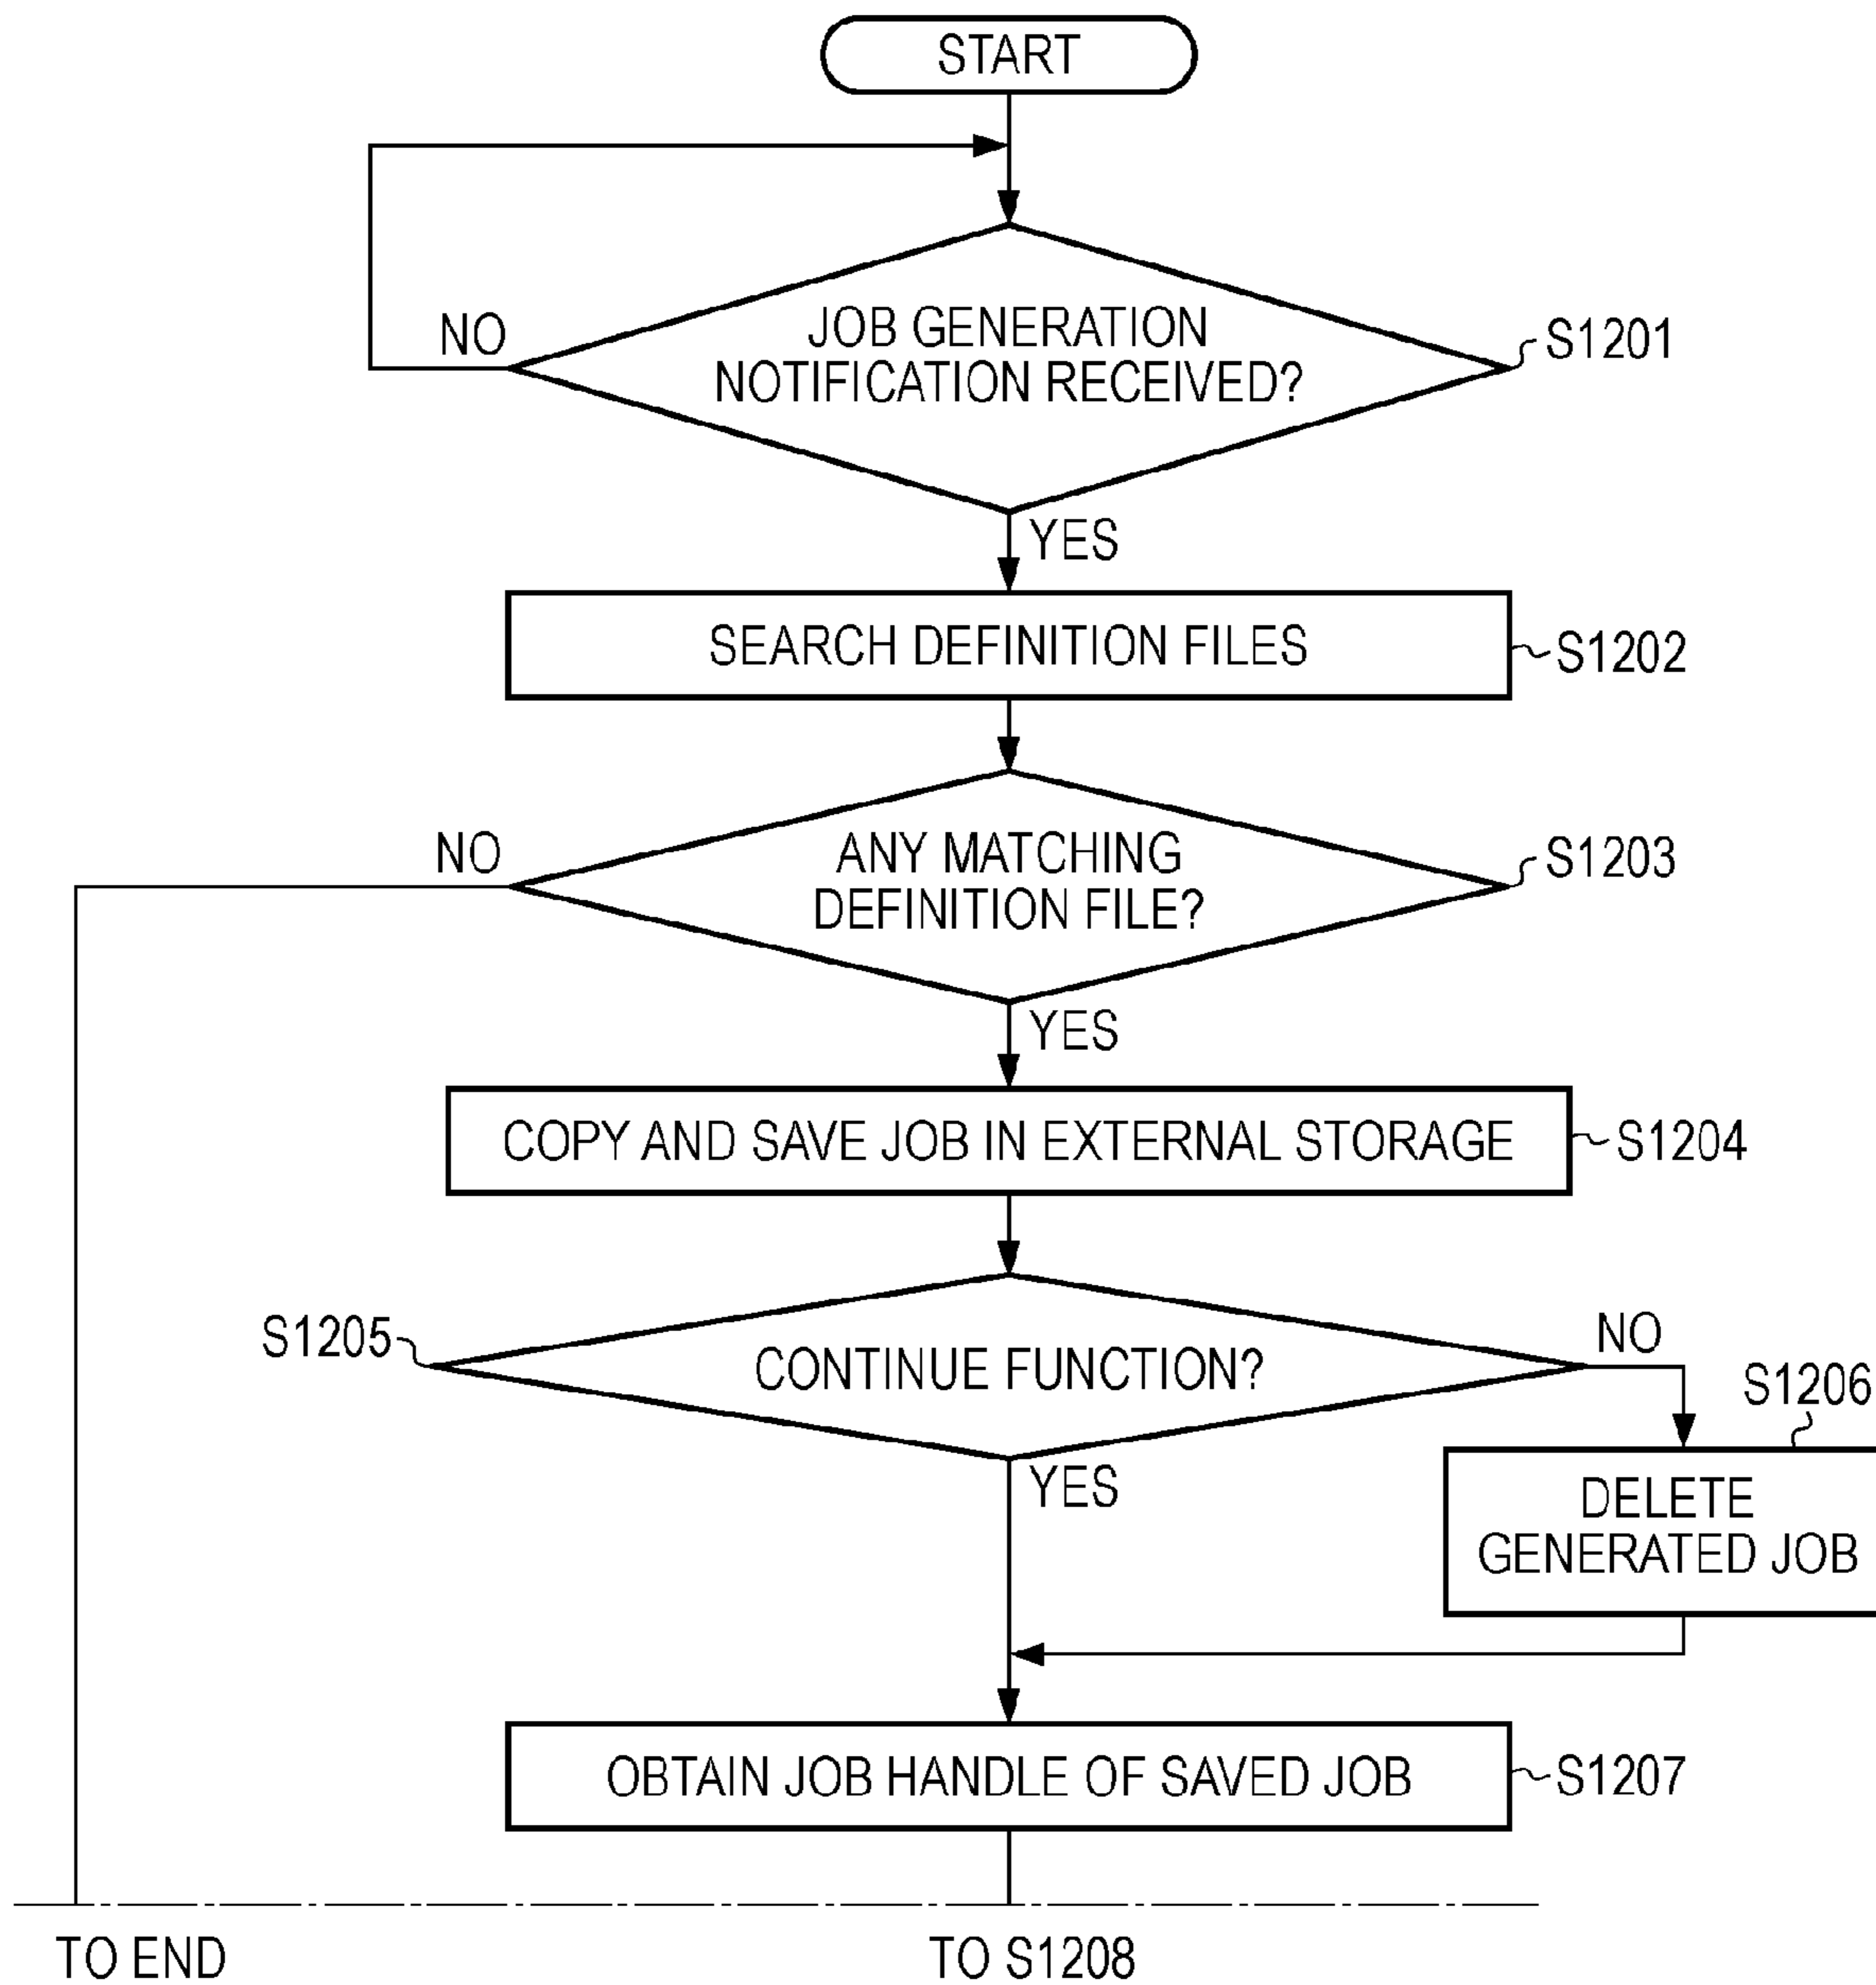 START
JOB GENERATION
NOTIFICATION RECEIVED?
NO
S1201
YES
SEARCH DEFINITION FILES
S1202
NO
ANY MATCHING
DEFINITION FILE?
S1203
YES
COPY AND SAVE JOB IN EXTERNAL STORAGE
S1204
S1205
CONTINUE FUNCTION?
NO
S1206
YES
DELETE
GENERATED JOB
OBTAIN JOB HANDLE OF SAVED JOB
S1207
TO END
TO S1208